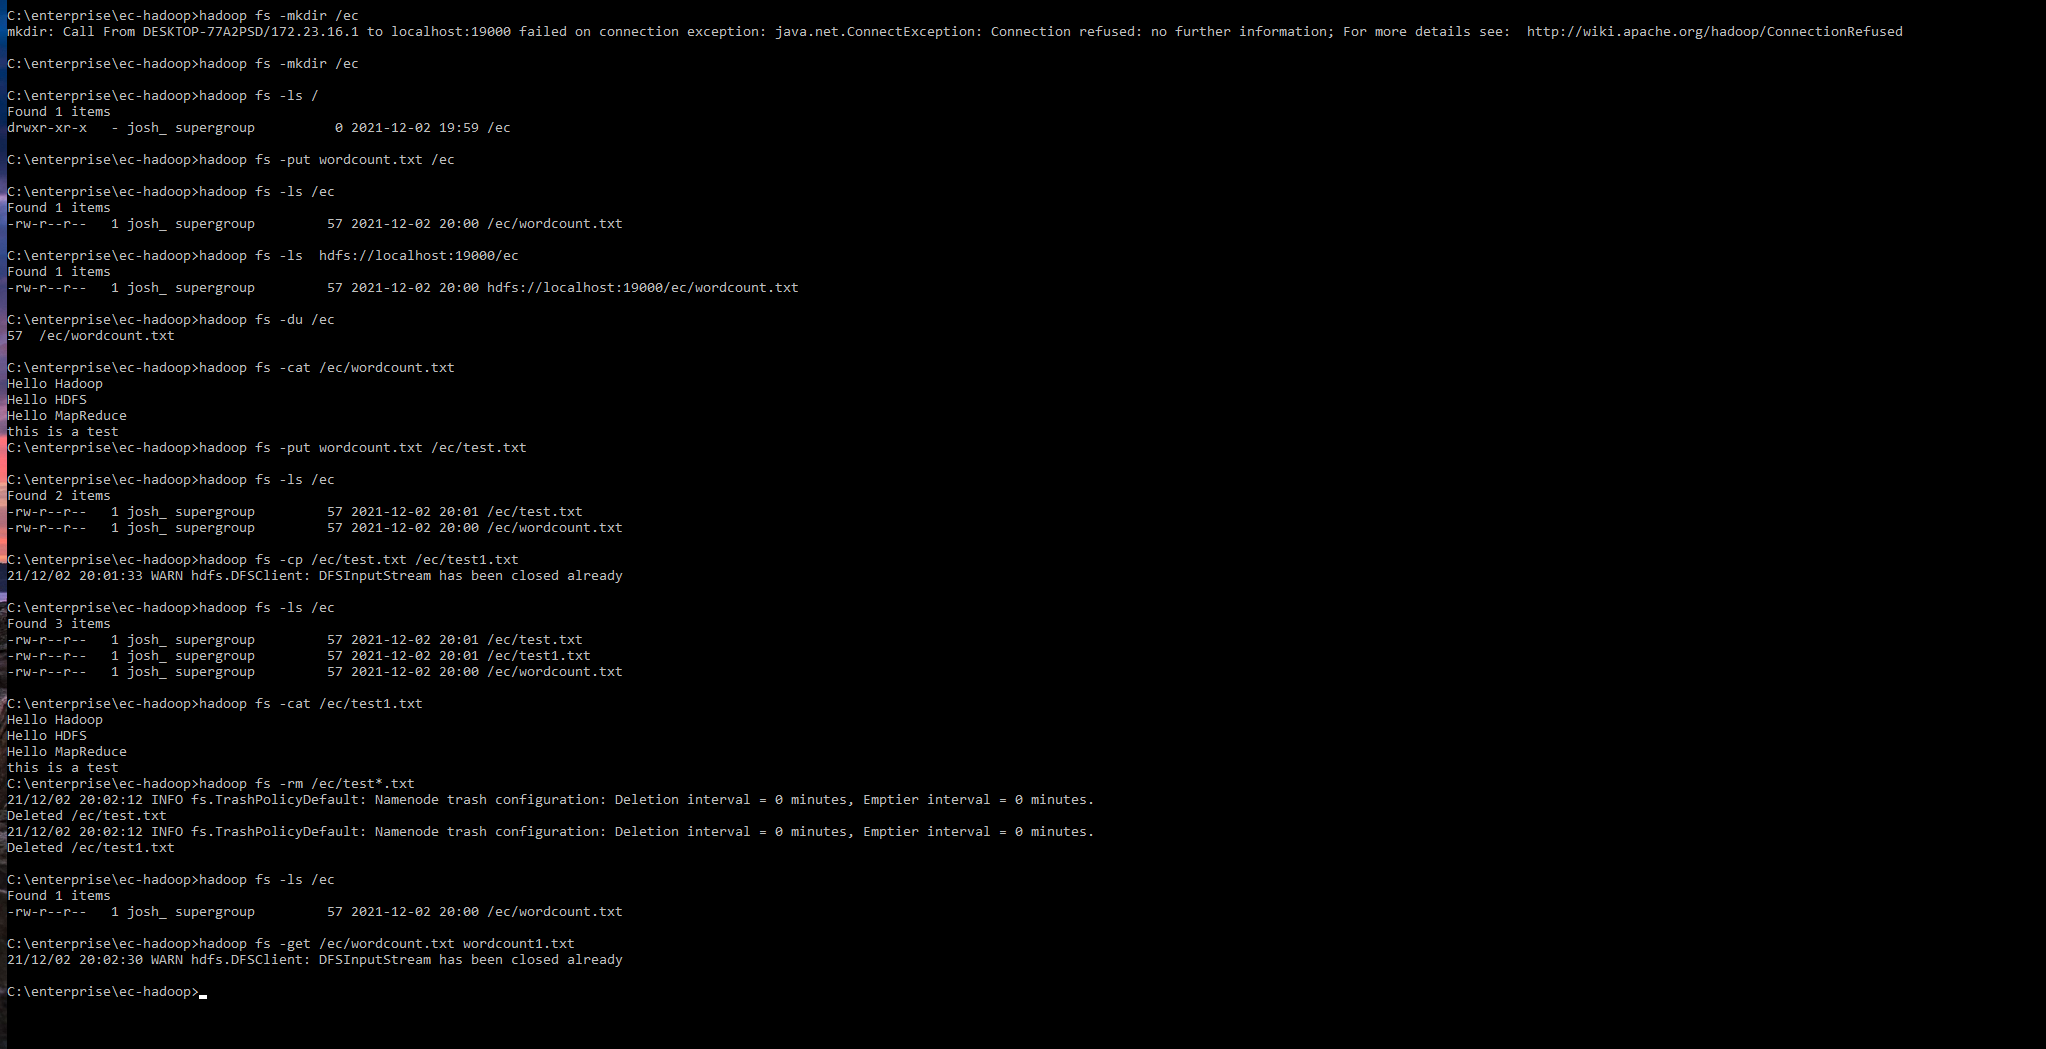 C:\enterprise\ec-hadoop>hadoop fs -mkdir /ec
mkdir: Call From DESKTOP-77A2PSD/172.23.16.1 to localhost:19000 failed on connection exception: java.net.ConnectException: Connection refused: no further information; For more details see:  http://wiki.apache.org/hadoop/ConnectionRefused
C:\enterprise\ec-hadoop>hadoop fs -mkdir /ec
C:\enterprise\ec-hadoop>hadoop fs -ls /
Found 1 items
drwxr-xr-x   - josh_ supergroup          0 2021-12-02 19:59 /ec
C:\enterprise\ec-hadoop>hadoop fs -put wordcount.txt /ec
C:\enterprise\ec-hadoop>hadoop fs -ls /ec
Found 1 items
-rw-r--r--   1 josh_ supergroup         57 2021-12-02 20:00 /ec/wordcount.txt
C:\enterprise\ec-hadoop>hadoop fs -ls  hdfs://localhost:19000/ec
Found 1 items
-rw-r--r--   1 josh_ supergroup         57 2021-12-02 20:00 hdfs://localhost:19000/ec/wordcount.txt
C:\enterprise\ec-hadoop>hadoop fs -du /ec
57  /ec/wordcount.txt
C:\enterprise\ec-hadoop>hadoop fs -cat /ec/wordcount.txt
Hello Hadoop
Hello HDFS
Hello MapReduce
this is a test
C:\enterprise\ec-hadoop>hadoop fs -put wordcount.txt /ec/test.txt
C:\enterprise\ec-hadoop>hadoop fs -ls /ec
Found 2 items
-rw-r--r--   1 josh_ supergroup         57 2021-12-02 20:01 /ec/test.txt
-rw-r--r--   1 josh_ supergroup         57 2021-12-02 20:00 /ec/wordcount.txt
C:\enterprise\ec-hadoop>hadoop fs -cp /ec/test.txt /ec/test1.txt
21/12/02 20:01:33 WARN hdfs.DFSClient: DFSInputStream has been closed already
C:\enterprise\ec-hadoop>hadoop fs -ls /ec
Found 3 items
-rw-r--r--   1 josh_ supergroup         57 2021-12-02 20:01 /ec/test.txt
-rw-r--r--   1 josh_ supergroup         57 2021-12-02 20:01 /ec/test1.txt
-rw-r--r--   1 josh_ supergroup         57 2021-12-02 20:00 /ec/wordcount.txt
C:\enterprise\ec-hadoop>hadoop fs -cat /ec/test1.txt
Hello Hadoop
Hello HDFS
Hello MapReduce
this is a test
C:\enterprise\ec-hadoop>hadoop fs -rm /ec/test*.txt
21/12/02 20:02:12 INFO fs.TrashPolicyDefault: Namenode trash configuration: Deletion interval = 0 minutes, Emptier interval = 0 minutes.
Deleted /ec/test.txt
21/12/02 20:02:12 INFO fs.TrashPolicyDefault: Namenode trash configuration: Deletion interval = 0 minutes, Emptier interval = 0 minutes.
Deleted /ec/test1.txt
C:\enterprise\ec-hadoop>hadoop fs -ls /ec
Found 1 items
-rw-r--r--   1 josh_ supergroup         57 2021-12-02 20:00 /ec/wordcount.txt
C:\enterprise\ec-hadoop>hadoop fs -get /ec/wordcount.txt wordcount1.txt
21/12/02 20:02:30 WARN hdfs.DFSClient: DFSInputStream has been closed already
C:\enterprise\ec-hadoop>